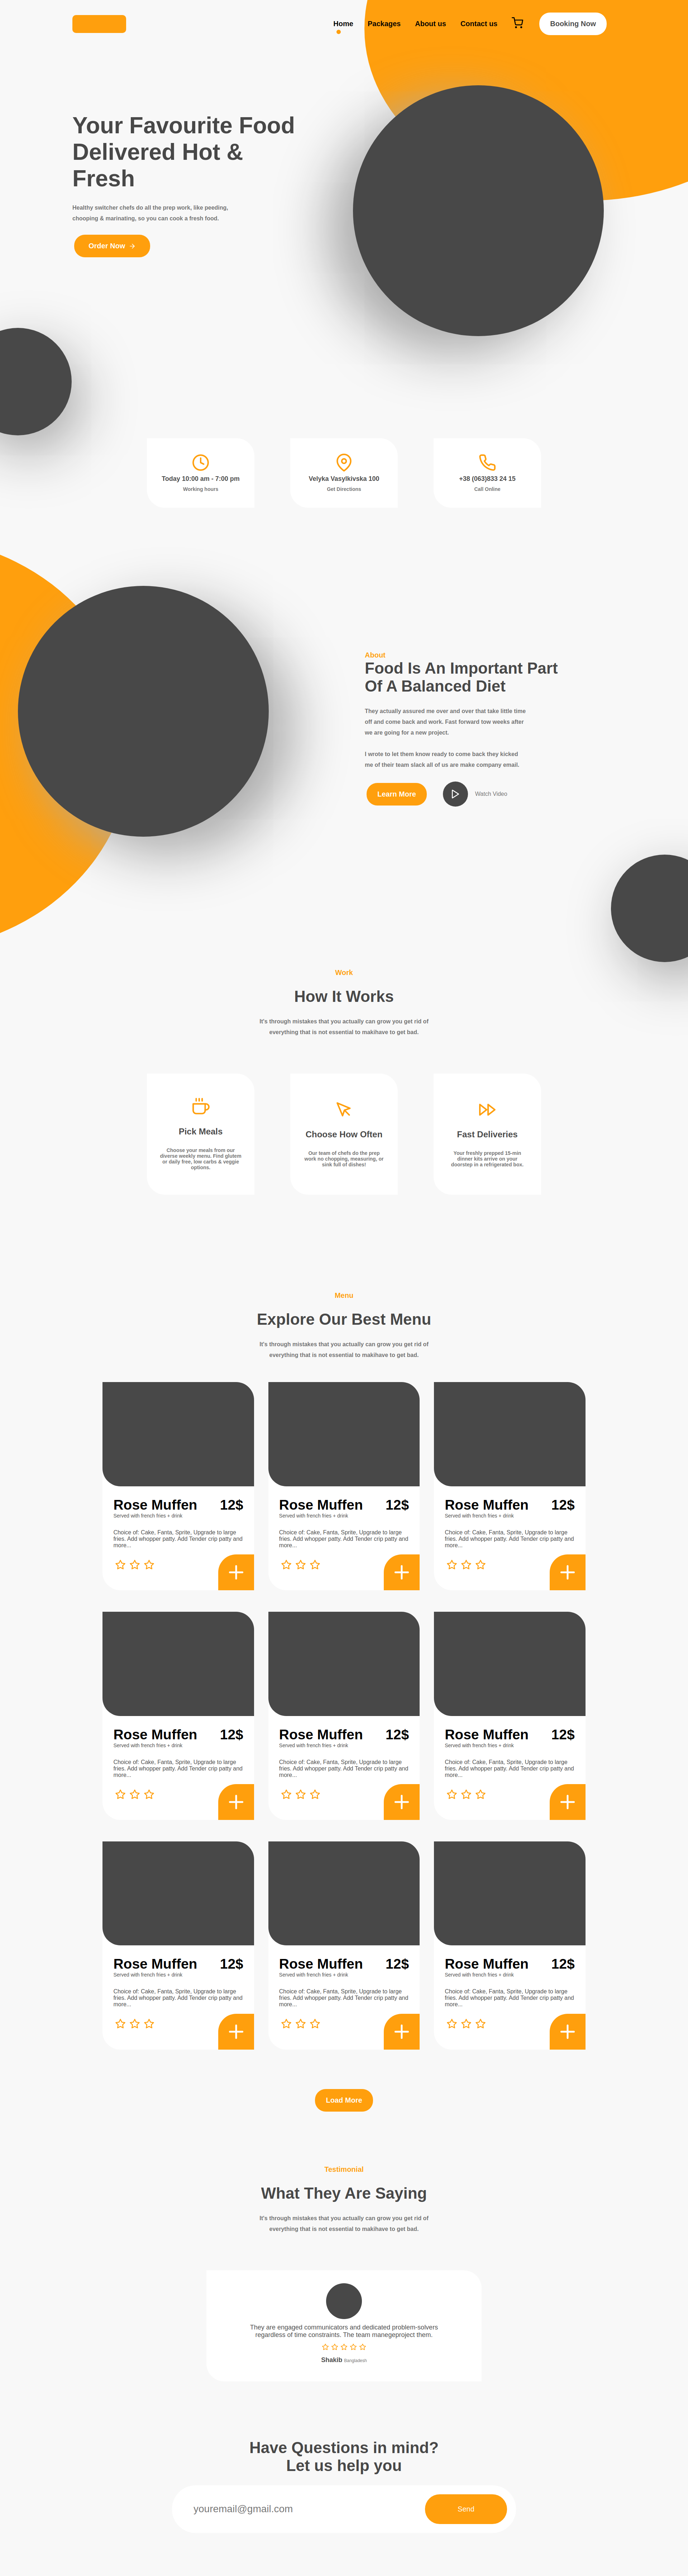 Home Packages About us Contact us Booking Now
Your Favourite Food
Delivered Hot &
Fresh
Healthy switcher chefs do all the prep work, like peeding,
chooping & marinating, so you can cook a fresh food.
Order Now
Today 10:00 am - 7:00 pm
Working hours
Velyka Vasylkivska 100
Get Directions
+38 (063)833 24 15
Call Online
About
Food Is An Important Part
Of A Balanced Diet
They actually assured me over and over that take little time
off and come back and work. Fast forward tow weeks after
we are going for a new project.
I wrote to let them know ready to come back they kicked
me of their team slack all of us are make company email.
Learn More
Watch Video
Work
How It Works
It's through mistakes that you actually can grow you get rid of
everything that is not essential to makihave to get bad.
Pick Meals
Choose your meals from our
diverse weekly menu. Find glutem
or daily free, low carbs & veggie
options.
Choose How Often
Our team of chefs do the prep
work no chopping, measuring, or
sink full of dishes!
Fast Deliveries
Your freshly prepped 15-min
dinner kits arrive on your
doorstep in a refrigerated box.
Menu
Explore Our Best Menu
It's through mistakes that you actually can grow you get rid of
everything that is not essential to makihave to get bad.
Rose Muffen 12$
Served with french fries + drink
Choice of: Cake, Fanta, Sprite, Upgrade to large
fries. Add whopper patty. Add Tender crip patty and
more...
Rose Muffen 12$
Served with french fries + drink
Choice of: Cake, Fanta, Sprite, Upgrade to large
fries. Add whopper patty. Add Tender crip patty and
more...
Rose Muffen 12$
Served with french fries + drink
Choice of: Cake, Fanta, Sprite, Upgrade to large
fries. Add whopper patty. Add Tender crip patty and
more...
Rose Muffen 12$
Served with french fries + drink
Choice of: Cake, Fanta, Sprite, Upgrade to large
fries. Add whopper patty. Add Tender crip patty and
more...
Rose Muffen 12$
Served with french fries + drink
Choice of: Cake, Fanta, Sprite, Upgrade to large
fries. Add whopper patty. Add Tender crip patty and
more...
Rose Muffen 12$
Served with french fries + drink
Choice of: Cake, Fanta, Sprite, Upgrade to large
fries. Add whopper patty. Add Tender crip patty and
more...
Rose Muffen 12$
Served with french fries + drink
Choice of: Cake, Fanta, Sprite, Upgrade to large
fries. Add whopper patty. Add Tender crip patty and
more...
Rose Muffen 12$
Served with french fries + drink
Choice of: Cake, Fanta, Sprite, Upgrade to large
fries. Add whopper patty. Add Tender crip patty and
more...
Rose Muffen 12$
Served with french fries + drink
Choice of: Cake, Fanta, Sprite, Upgrade to large
fries. Add whopper patty. Add Tender crip patty and
more...
Load More
Testimonial
What They Are Saying
It's through mistakes that you actually can grow you get rid of
everything that is not essential to makihave to get bad.
They are engaged communicators and dedicated problem-solvers
regardless of time constraints. The team manegeproject them.
Shakib Bangladesh
Have Questions in mind?
Let us help you
youremail@gmail.com
Send